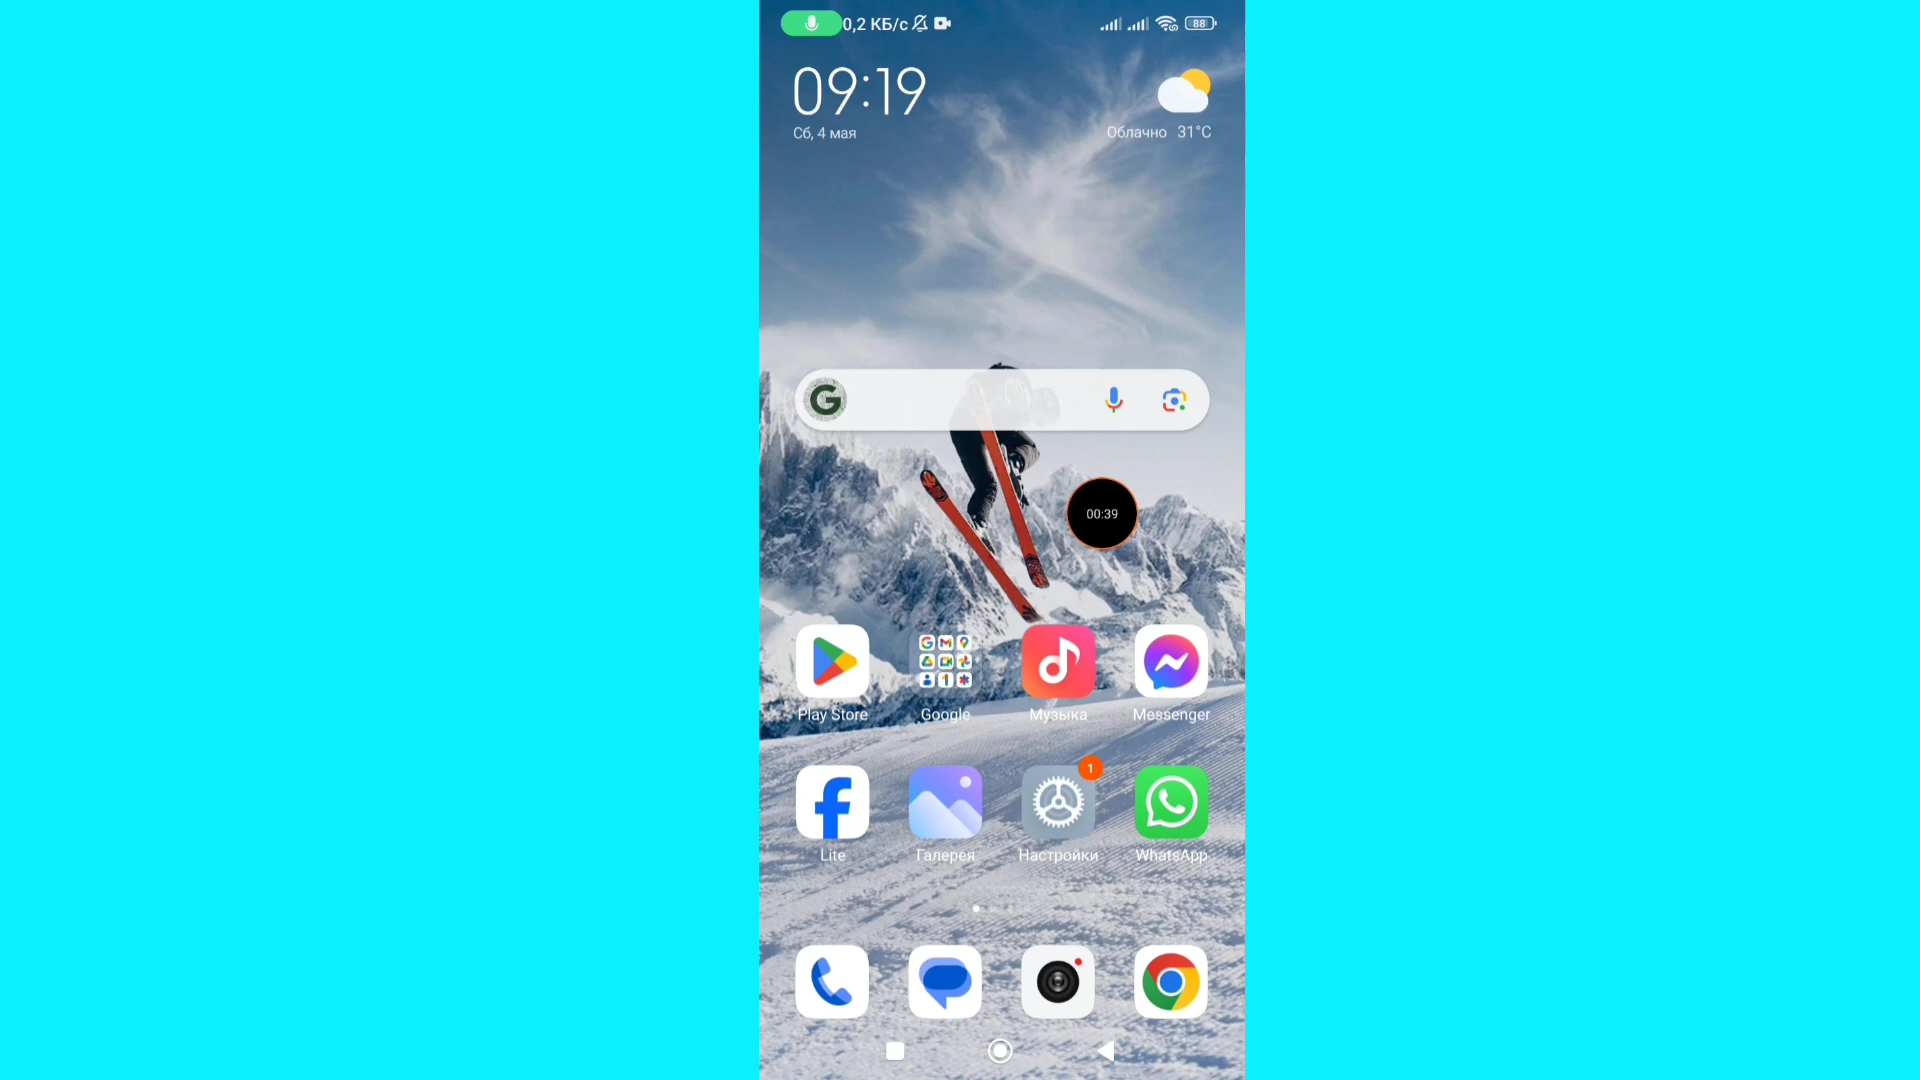 0,2 КБ/с
88
09:19
Сб, 4 мая
Облачно 31°C
00:39
Play Store
Google
Музыка
Messenger
1
Lite
Галерея
Настройки
WhatsApp